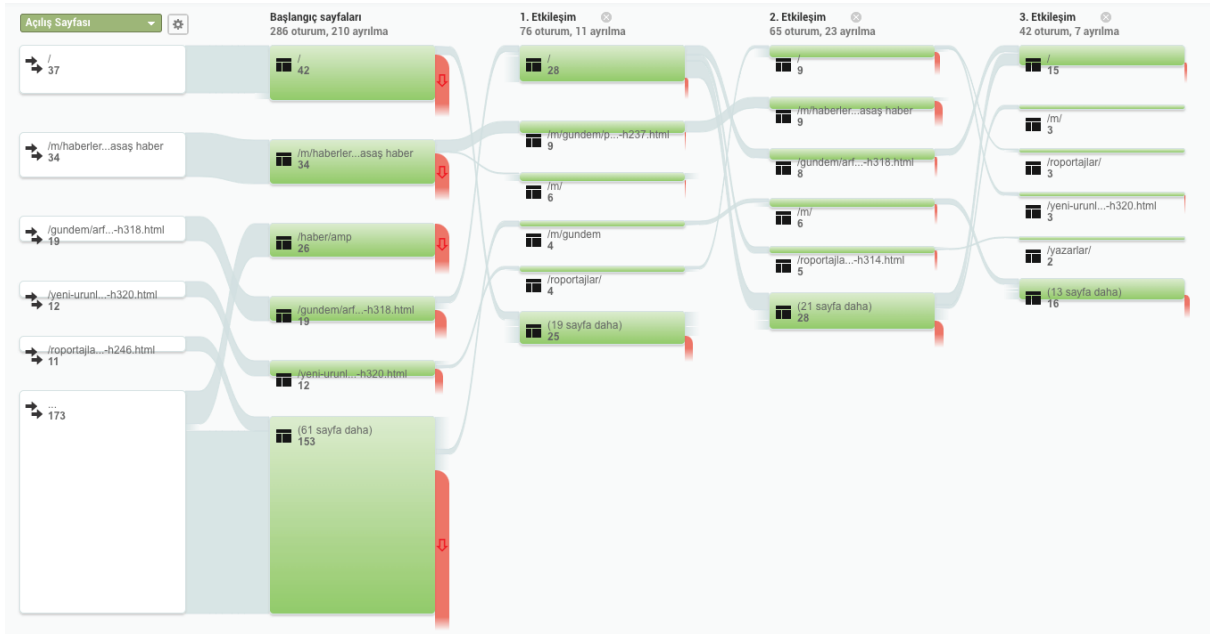 Açılış Sayfası
/
37
/m/haberler...asaş haber
34
/gundem/arf...-h318.html
19
/yeni-urunl...-h320.html
12
/roportajla...-h246.html
11
...
173
Başlangıç sayfaları
286 oturum, 210 ayrılma
/
42
/m/haberler...asaş haber
34
/haber/amp
26
/gundem/arf...-h318.html
19
/yeni-urunl...-h320.html
12
(61 sayfa daha)
153
1. Etkileşim
76 oturum, 11 ayrılma
/
28
/m/gundem/p...-h237.html
9
/m/
6
/m/gundem
4
/roportajlar/
4
(19 sayfa daha)
25
2. Etkileşim
65 oturum, 23 ayrılma
/
9
/m/haberler...asaş haber
9
/gundem/arf...-h318.html
8
/m/
6
/roportajla...-h314.html
5
(21 sayfa daha)
28
3. Etkileşim
42 oturum, 7 ayrılma
/
15
/m/
3
/roportajlar/
3
/yeni-urunl...-h320.html
3
/yazarlar/
2
(13 sayfa daha)
16